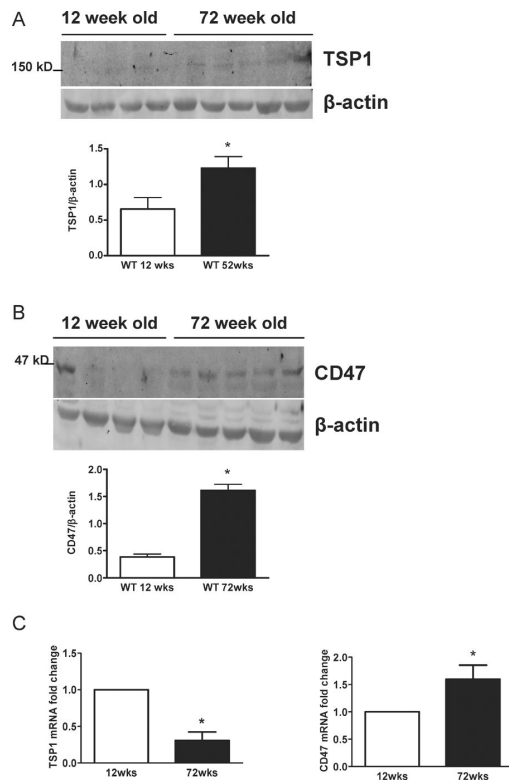 A
12 week old 72 week old
150 kD
TSP1
β-actin
1.5
1.0
0.5
0.0
TSP1/β-actin
*
WT 12 wks WT 52wks
B
12 week old 72 week old
47 kD
CD47
β-actin
2.0
1.5
1.0
0.5
0.0
CD47/β-actin
*
WT 12 wks WT 72wks
C
1.5
1.0
0.5
0.0
TSP1 mRNA fold change
*
12wks 72wks
2.0
1.5
1.0
0.5
0.0
CD47 mRNA fold change
*
12wks 72wks